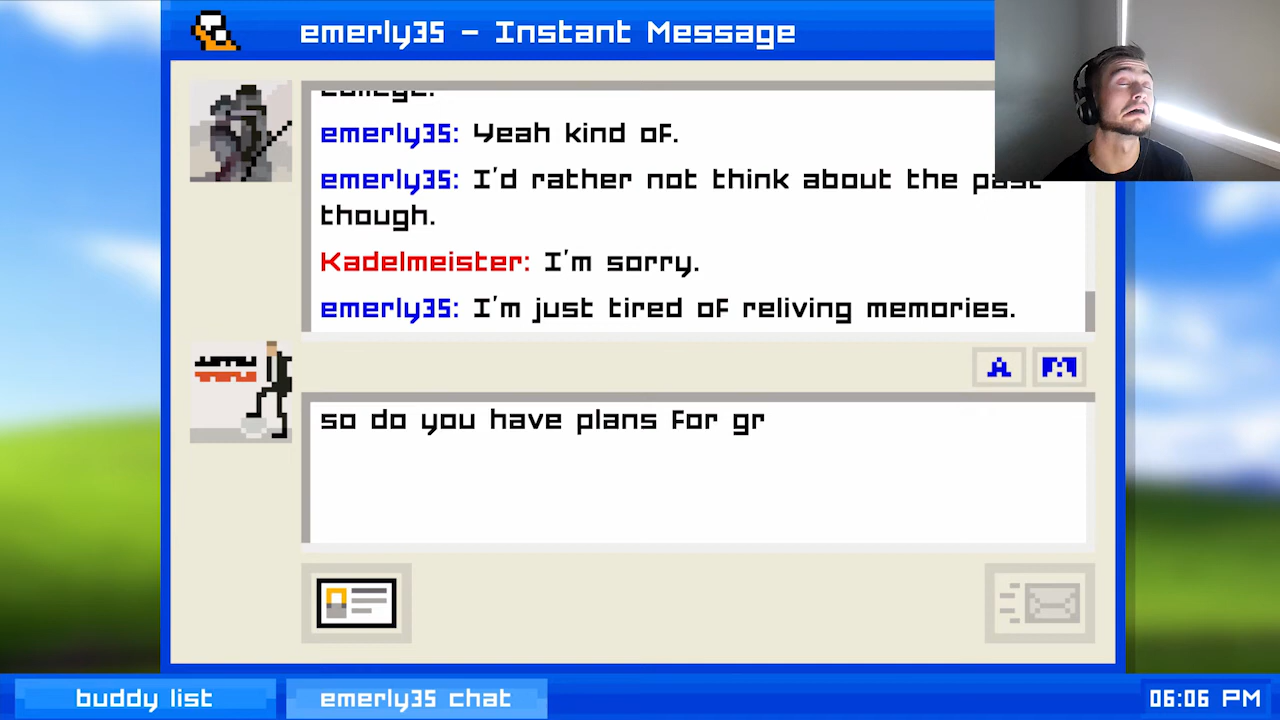 emerly35 - Instant Message
college.
emerly35: Yeah kind of.
emerly35: I'd rather not think about the past
though.
Kadelmeister: I'm sorry.
emerly35: I'm just tired of reliving memories.
A
so do you have plans for gr
buddy list
emerly35 chat
06:06 PM